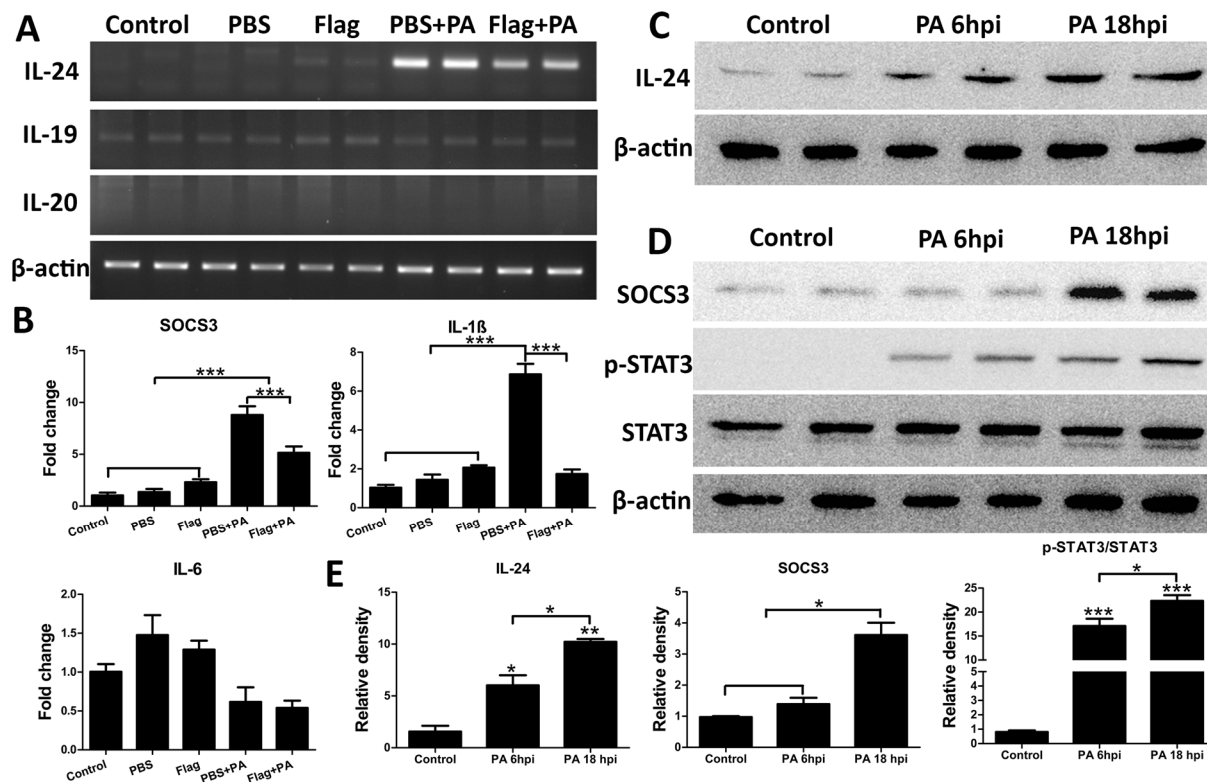 A
Control PBS Flag PBS+PA Flag+PA
IL-24
IL-19
IL-20
β-actin
C
Control PA 6hpi PA 18hpi
IL-24
β-actin
D
Control PA 6hpi PA 18hpi
SOCS3
p-STAT3
STAT3
β-actin
B
SOCS3
Fold change
15
10
5
0
***
***
Control PBS Flag PBS+PA Flag+PA
IL-1ß
Fold change
8
6
4
2
0
***
***
Control PBS Flag PBS+PA Flag+PA
IL-6
Fold change
2.0
1.5
1.0
0.5
0.0
Control PBS Flag PBS+PA Flag+PA
E
IL-24
Relative density
15
10
5
0
*
*
**
Control PA 6hpi PA 18 hpi
SOCS3
Relative density
5
4
3
2
1
0
*
Control PA 6hpi PA 18 hpi
p-STAT3/STAT3
Relative density
25
20
15
10
5
4
3
2
1
0
*
***
***
Control PA 6hpi PA 18 hpi